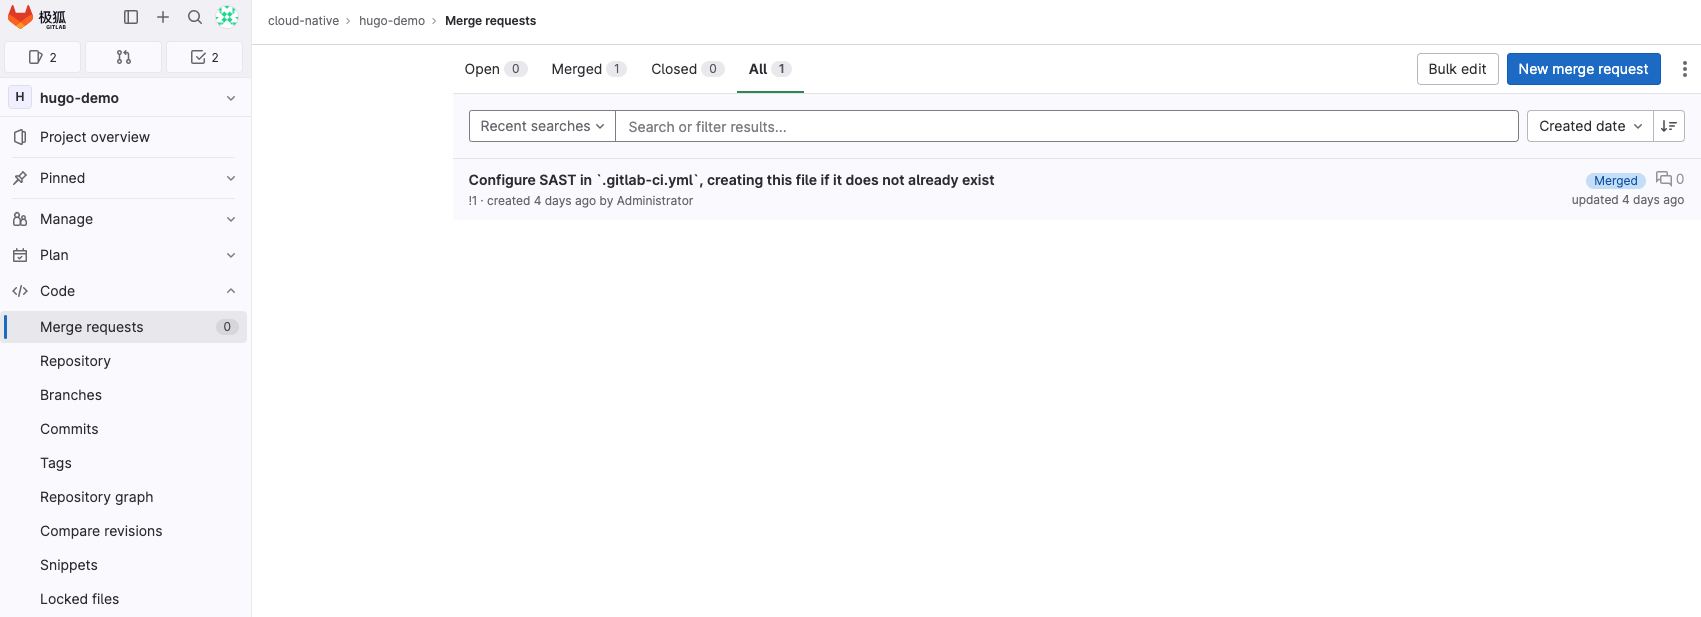 极狐
GITLAB
cloud-native › hugo-demo › Merge requests
2
2
Open 0 Merged 1 Closed 0 All 1 Bulk edit New merge request
H hugo-demo
Recent searches Search or filter results... Created date
Project overview
Pinned
Configure SAST in `.gitlab-ci.yml`, creating this file if it does not already exist Merged 0
!1 · created 4 days ago by Administrator updated 4 days ago
Manage
Plan
Code
Merge requests 0
Repository
Branches
Commits
Tags
Repository graph
Compare revisions
Snippets
Locked files